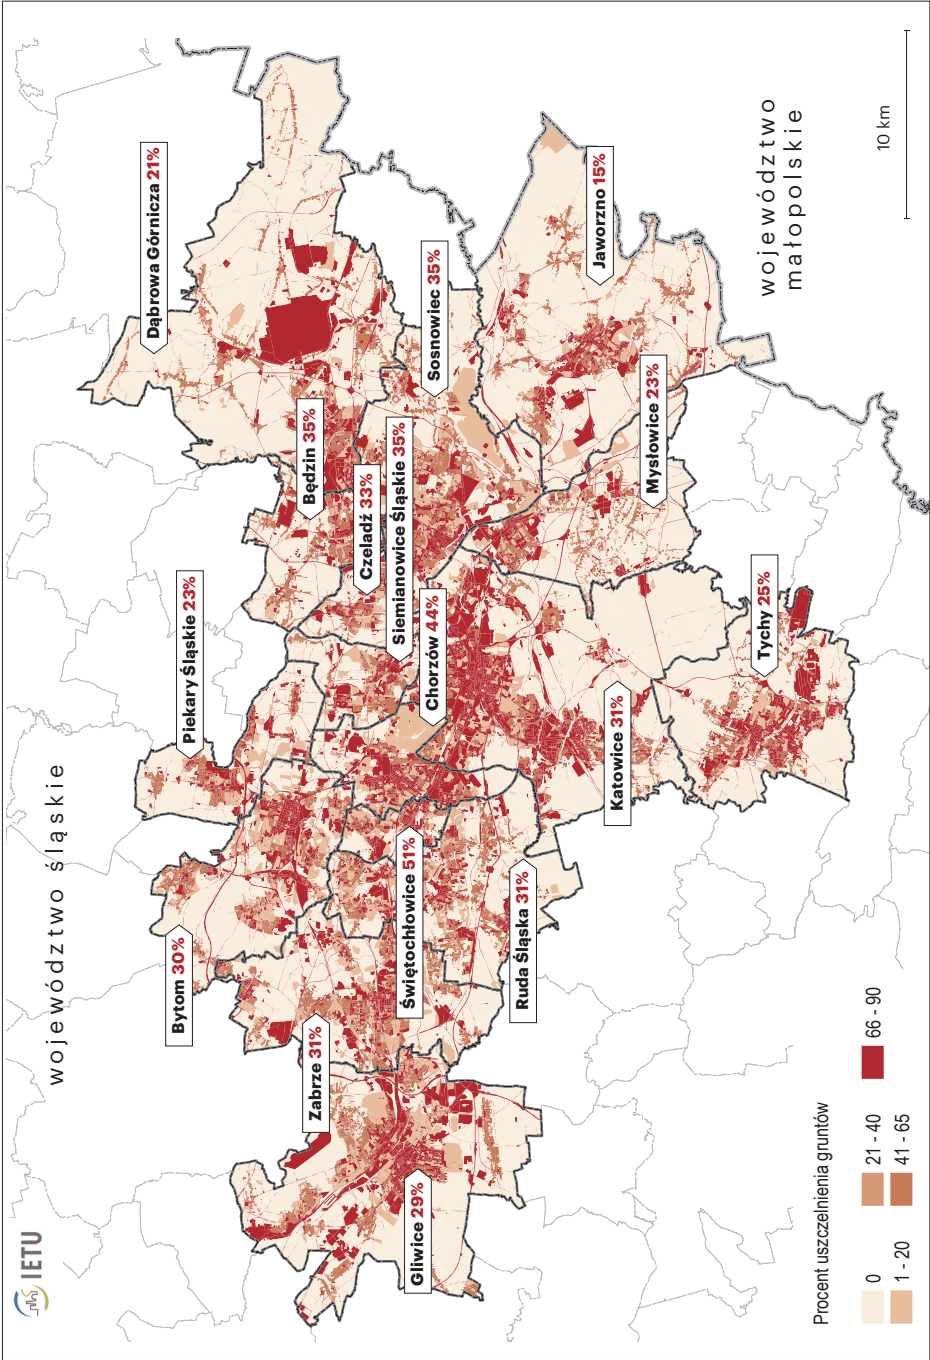 IETU
województwo śląskie
Piekary Śląskie 23%
Dąbrowa Górnicza 21%
Bytom 30%
Będzin 35%
Zabrze 31%
Czeladź 33%
Siemianowice Śląskie 35%
Sosnowiec 35%
Chorzów 44%
Świętochłowice 51%
Gliwice 29%
Ruda Śląska 31%
Jaworzno 15%
Katowice 31%
Mysłowice 23%
Tychy 25%
województwo
małopolskie
Procent uszczelnienia gruntów
0
1 - 20
21 - 40
41 - 65
66 - 90
10 km